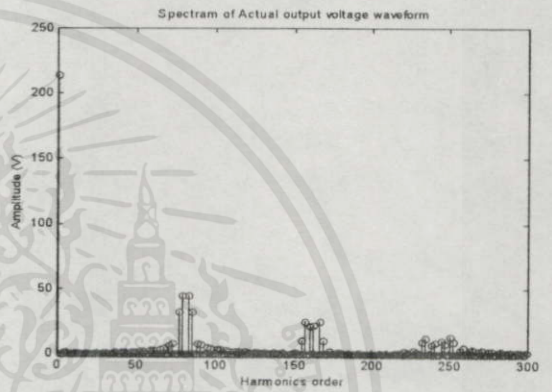 Spectram of Actual output voltage waveform
250
200
150
100
50
0
Amplitude (V)
0 50 100 150 200 250 300
Harmonics order